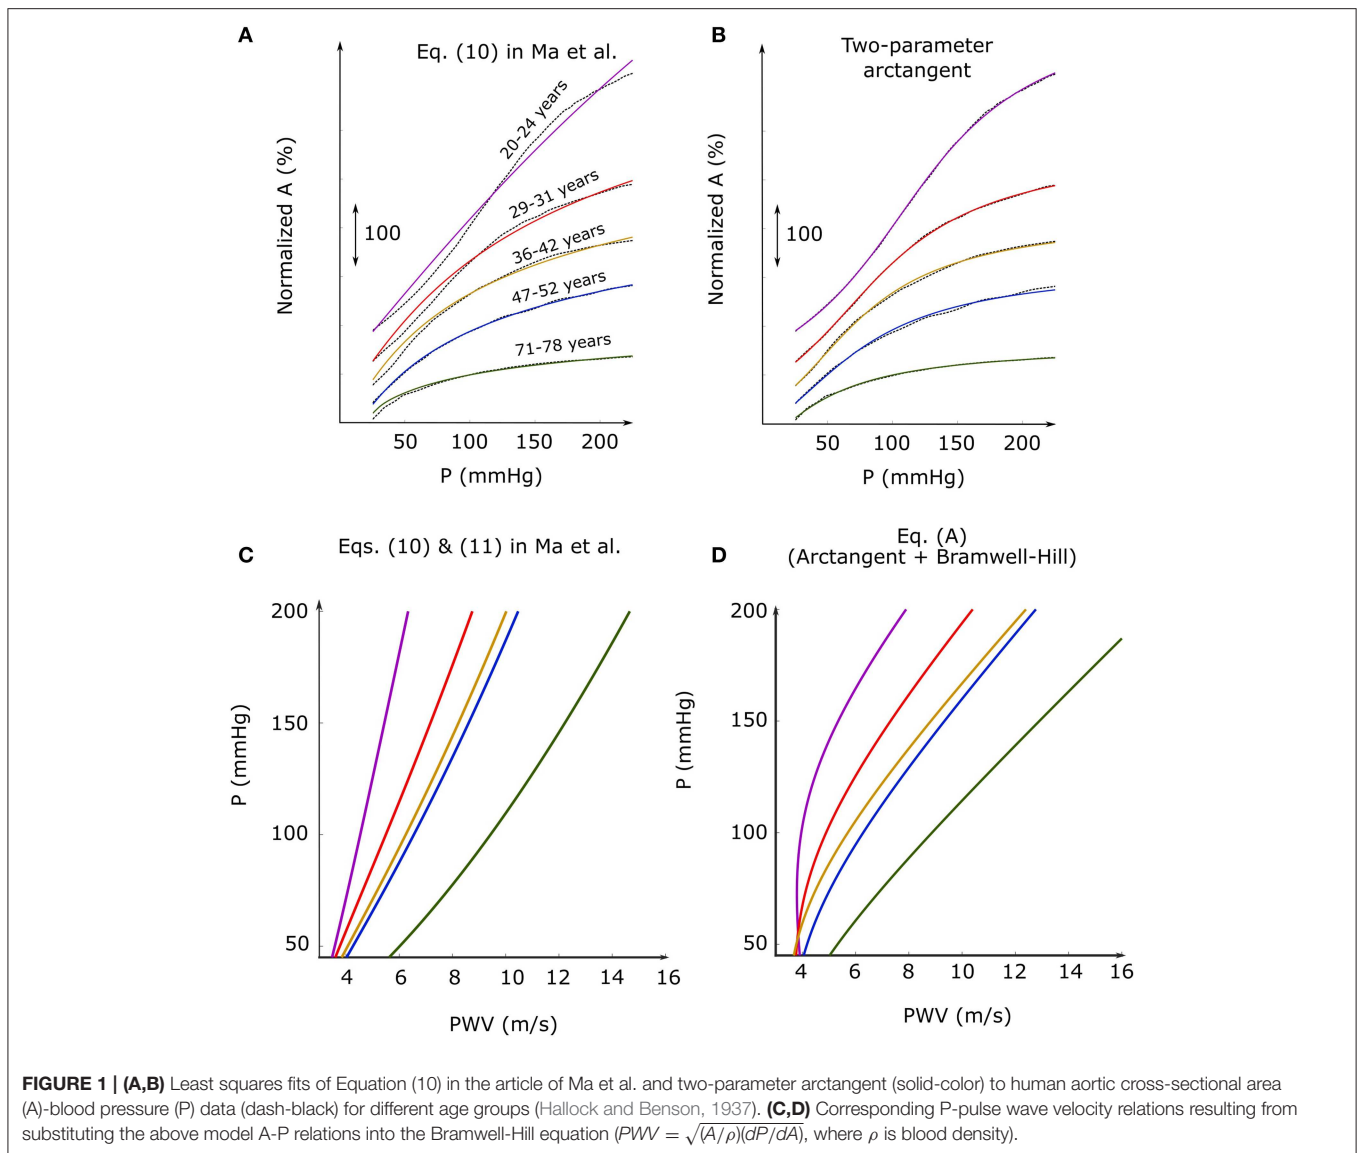 A
Eq. (10) in Ma et al.
Normalized A (%)
100
20-24 years
29-31 years
36-42 years
47-52 years
71-78 years
50 100 150 200
P (mmHg)
B
Two-parameter
arctangent
Normalized A (%)
100
50 100 150 200
P (mmHg)
C
Eqs. (10) & (11) in Ma et al.
P (mmHg)
200
150
100
50
4 6 8 10 12 14 16
PWV (m/s)
D
Eq. (A)
(Arctangent + Bramwell-Hill)
P (mmHg)
200
150
100
50
4 6 8 10 12 14 16
PWV (m/s)
FIGURE 1 | (A,B) Least squares fits of Equation (10) in the article of Ma et al. and two-parameter arctangent (solid-color) to human aortic cross-sectional area
(A)-blood pressure (P) data (dash-black) for different age groups (Hallock and Benson, 1937). (C,D) Corresponding P-pulse wave velocity relations resulting from
substituting the above model A-P relations into the Bramwell-Hill equation (PWV = √(A/ρ)(dP/dA), where ρ is blood density).